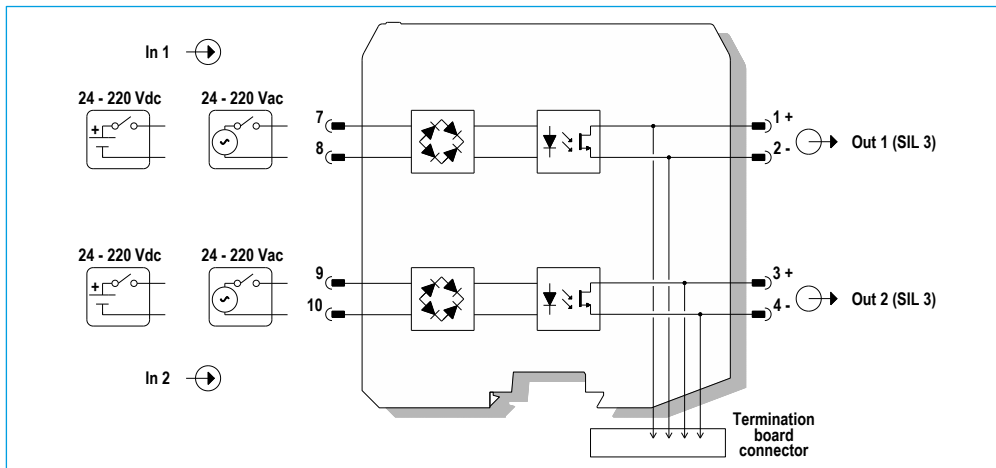 In 1
24 - 220 Vdc
24 - 220 Vac
+
7
8
1 +
2 -
Out 1 (SIL 3)
24 - 220 Vdc
24 - 220 Vac
+
9
10
3 +
4 -
Out 2 (SIL 3)
In 2
Termination
board
connector